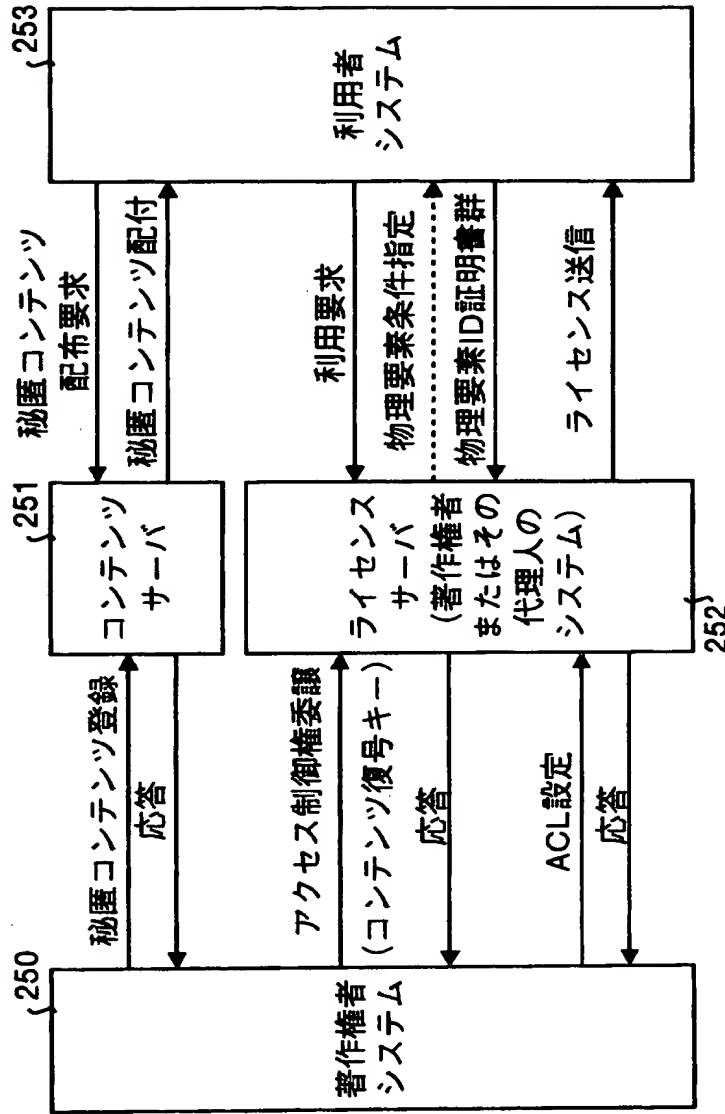 250
著作権者
システム
秘匿コンテンツ登録
応答
アクセス制御権委譲
(コンテンツ復号キー)
応答
ACL設定
応答
251
コンテンツ
サーバ
ライセンス
サーバ
(著作権者
またはその
代理人の
システム)
252
秘匿コンテンツ
配布要求
秘匿コンテンツ配付
利用要求
物理要素条件指定
物理要素ID証明書群
ライセンス送信
253
利用者
システム